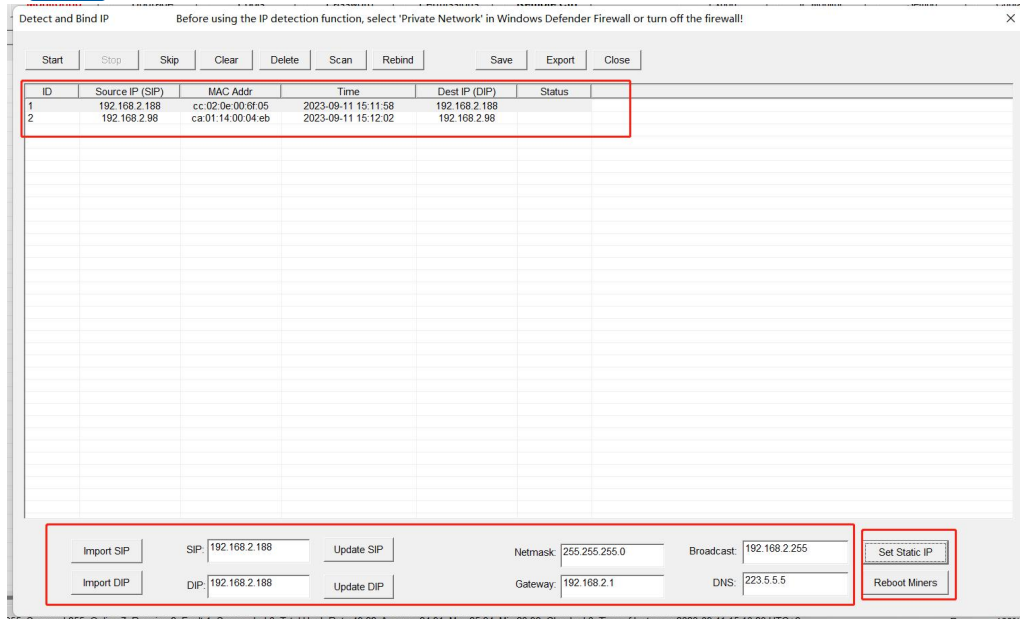 Detect and Bind IP Before using the IP detection function, select 'Private Network' in Windows Defender Firewall or turn off the firewall!
Start Stop Skip Clear Delete Scan Rebind Save Export Close
ID Source IP (SIP) MAC Addr Time Dest IP (DIP) Status
1 192.168.2.188 cc:02:0e:00:6f:05 2023-09-11 15:11:58 192.168.2.188
2 192.168.2.98 ca:01:14:00:04:eb 2023-09-11 15:12:02 192.168.2.98
Import SIP SIP: 192.168.2.188 Update SIP Netmask: 255.255.255.0 Broadcast: 192.168.2.255 Set Static IP
Import DIP DIP: 192.168.2.188 Update DIP Gateway: 192.168.2.1 DNS: 223.5.5.5 Reboot Miners